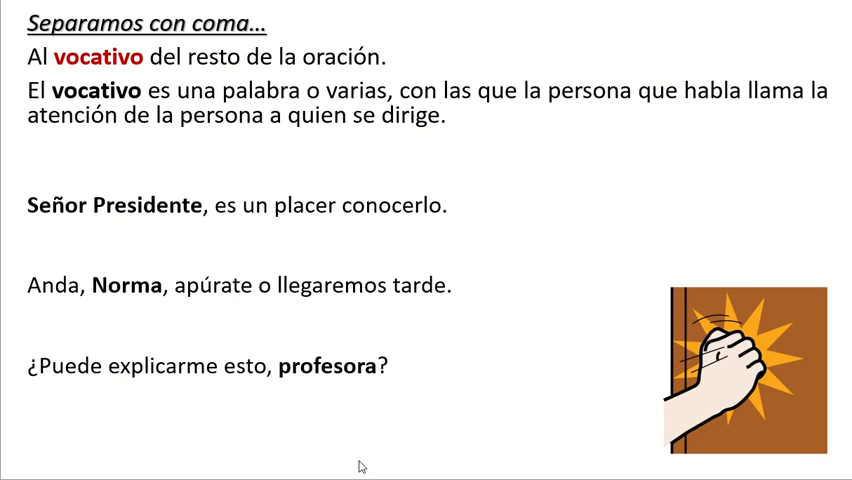 Separamos con coma…
Al vocativo del resto de la oración.
El vocativo es una palabra o varias, con las que la persona que habla llama la
atención de la persona a quien se dirige.
Señor Presidente, es un placer conocerlo.
Anda, Norma, apúrate o llegaremos tarde.
¿Puede explicarme esto, profesora?